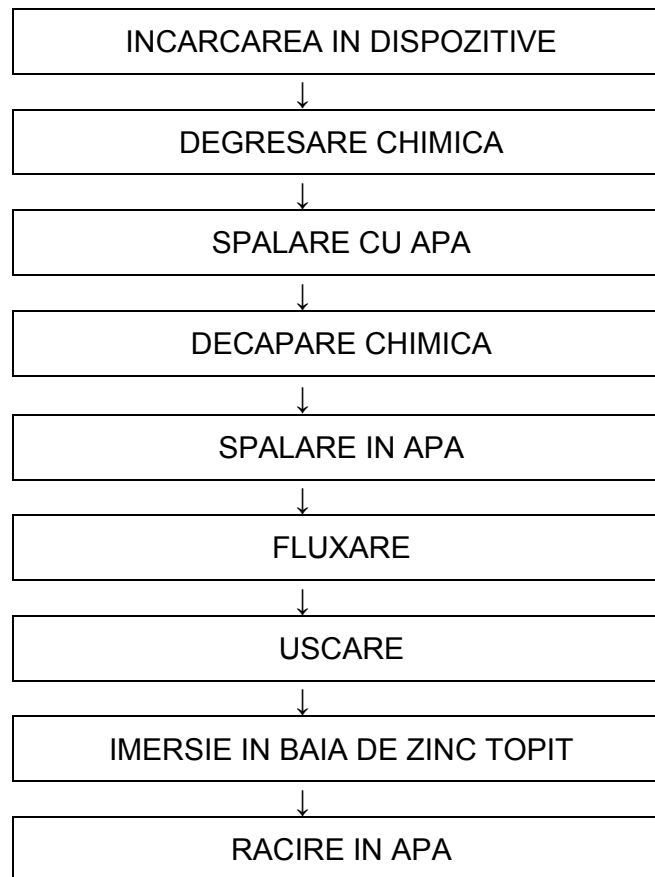 INCARCAREA IN DISPOZITIVE
↓
DEGRESARE CHIMICA
↓
SPALARE CU APA
↓
DECAPARE CHIMICA
↓
SPALARE IN APA
↓
FLUXARE
↓
USCARE
↓
IMERSIE IN BAIA DE ZINC TOPIT
↓
RACIRE IN APA